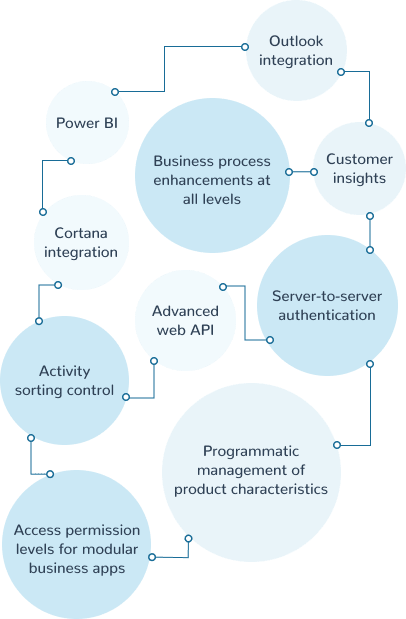 Outlook
integration
Power BI
Business process
enhancements at
all levels
Customer
insights
Cortana
integration
Server-to-server
authentication
Advanced
web API
Activity
sorting control
Programmatic
management of
product characteristics
Access permission
levels for modular
business apps